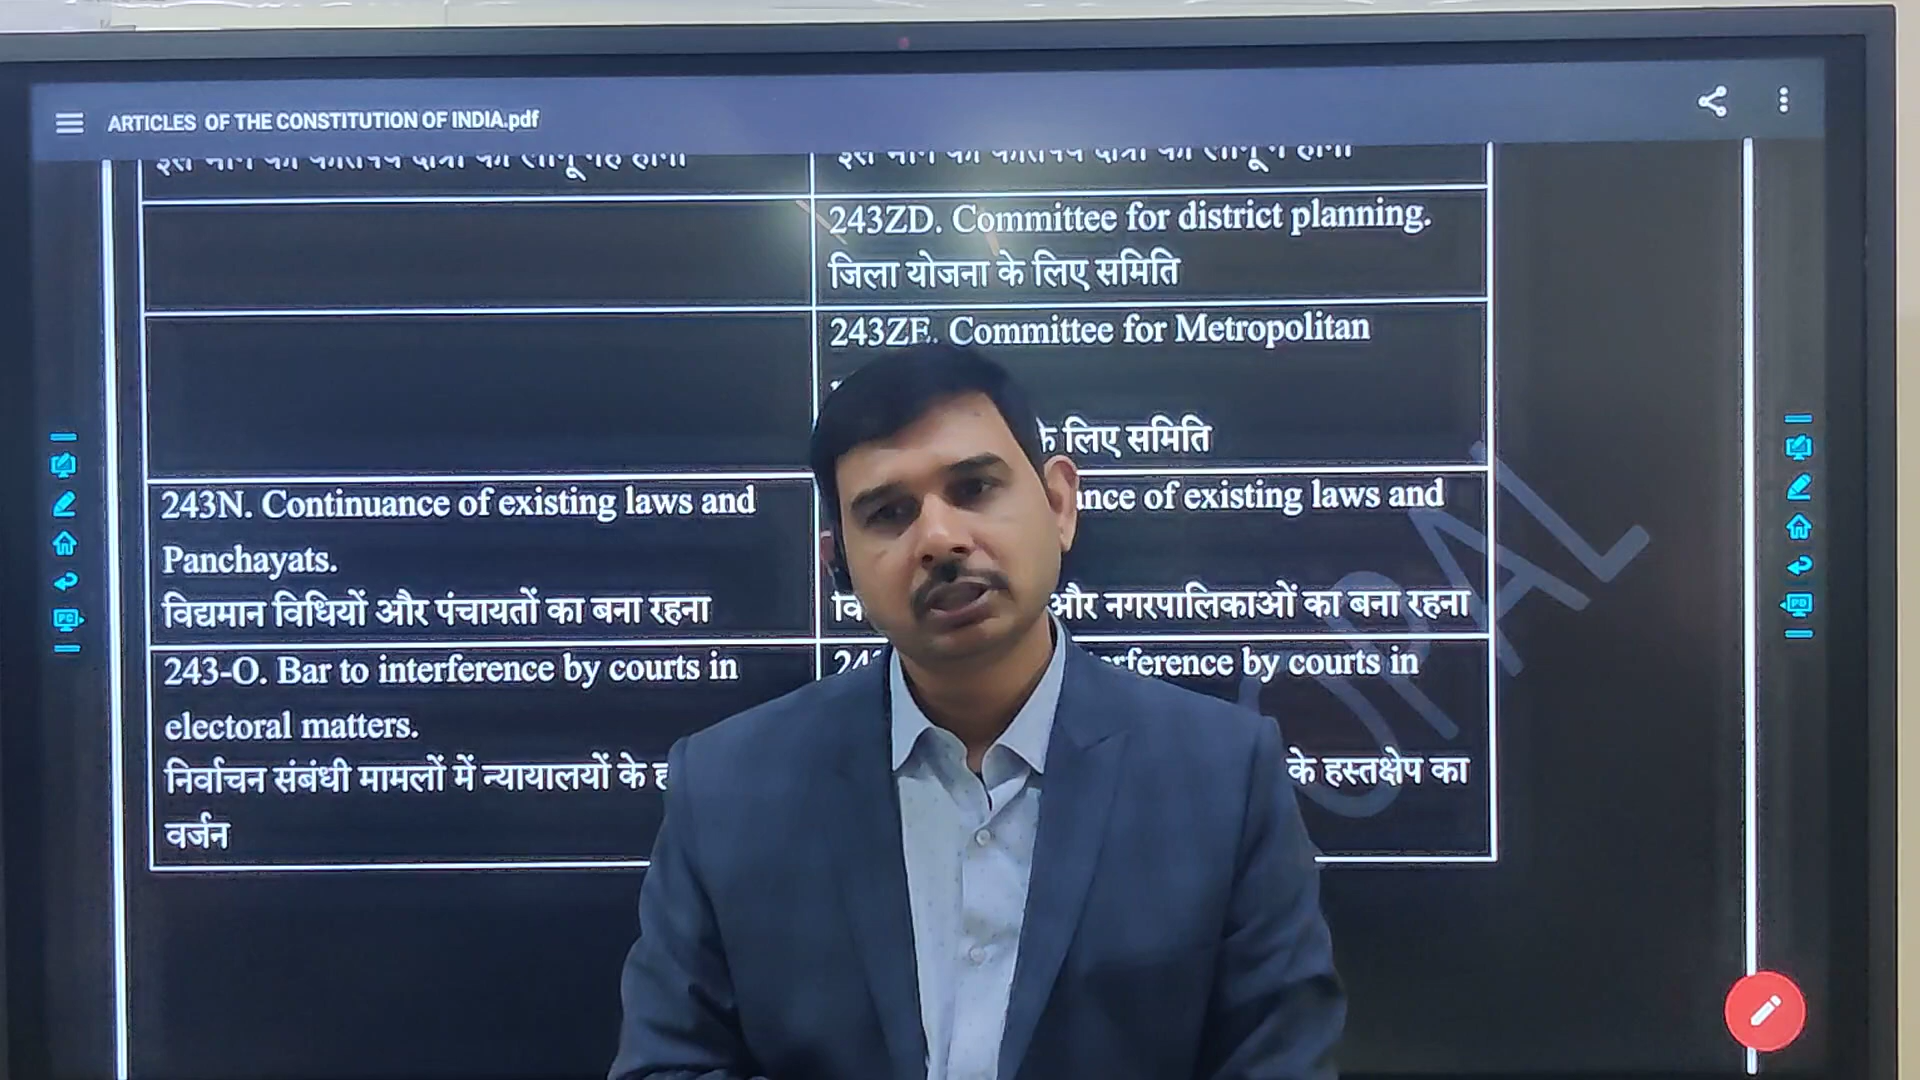 ARTICLES OF THE CONSTITUTION OF INDIA.pdf
243ZD. Committee for district planning.
जिला योजना के लिए समिति
243ZE. Committee for Metropolitan
के लिए समिति
243N. Continuance of existing laws and
Panchayats.
विद्यमान विधियों और पंचायतों का बना रहना
of existing laws and
और नगरपालिकाओं का बना रहना
243-O. Bar to interference by courts in
electoral matters.
निर्वाचन संबंधी मामलों में न्यायालयों के
वर्जन
by courts in
के हस्तक्षेप का
PC
PD